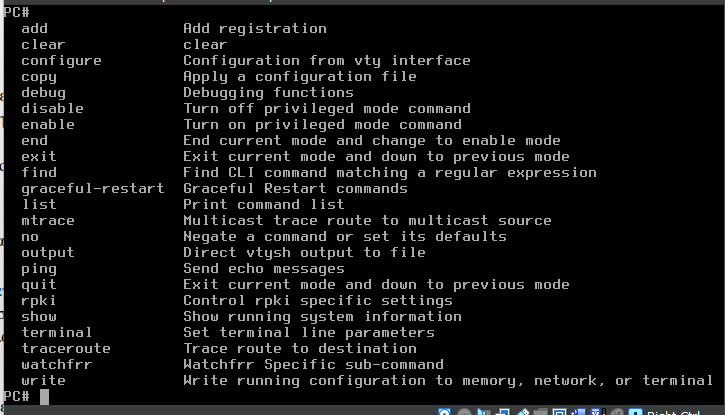 PC#
add Add registration
clear clear
configure Configuration from vty interface
copy Apply a configuration file
debug Debugging functions
disable Turn off privileged mode command
enable Turn on privileged mode command
end End current mode and change to enable mode
exit Exit current mode and down to previous mode
find Find CLI command matching a regular expression
graceful-restart Graceful Restart commands
list Print command list
mtrace Multicast trace route to multicast source
no Negate a command or set its defaults
output Direct vtysh output to file
ping Send echo messages
quit Exit current mode and down to previous mode
rpki Control rpki specific settings
show Show running system information
terminal Set terminal line parameters
traceroute Trace route to destination
watchfrr Watchfrr Specific sub-command
write Write running configuration to memory, network, or terminal
PC#
Right Ctrl